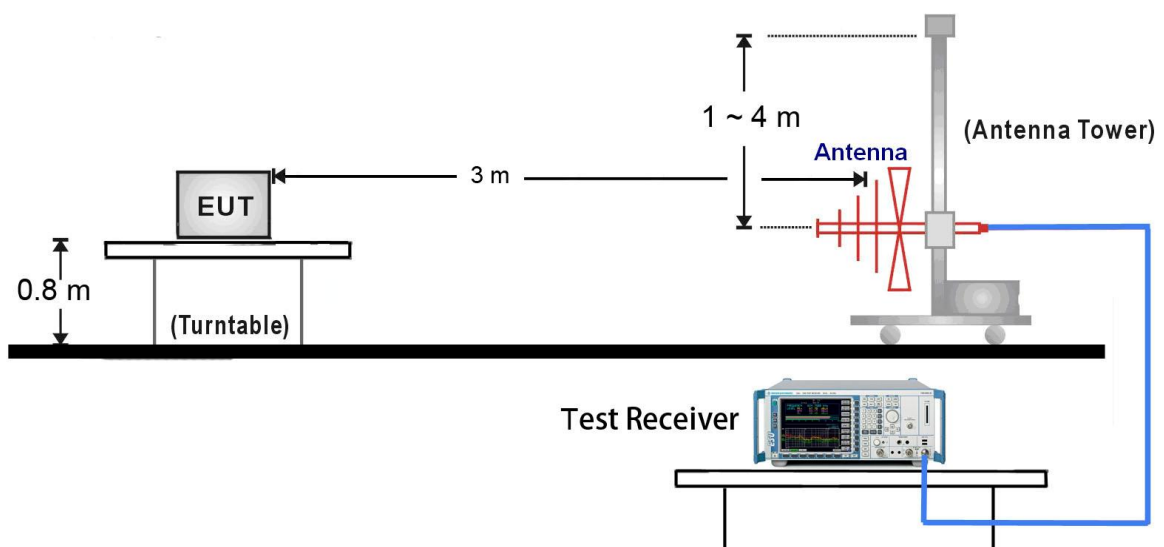 1 ~ 4 m
(Antenna Tower)
Antenna
3 m
EUT
0.8 m
(Turntable)
Test Receiver